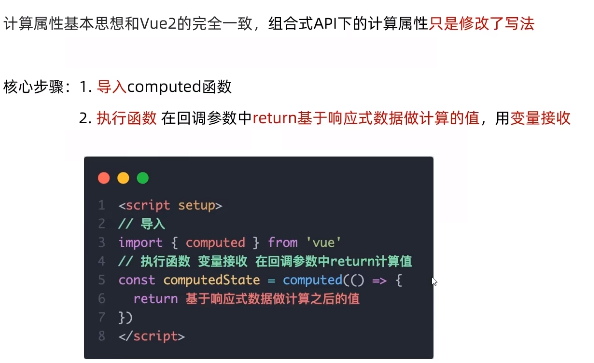 计算属性基本思想和Vue2的完全一致，组合式API下的计算属性只是修改了写法
核心步骤：1. 导入computed函数
2. 执行函数 在回调参数中return基于响应式数据做计算的值，用变量接收
1 <script setup>
2 // 导入
3 import { computed } from 'vue'
4 // 执行函数 变量接收 在回调参数中return计算值
5 const computedState = computed(() => {
6   return 基于响应式数据做计算之后的值
7 })
8 </script>